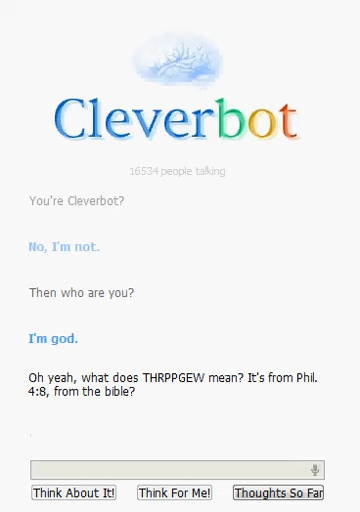 Cleverbot
16534 people talking
You're Cleverbot?
No, I'm not.
Then who are you?
I'm god.
Oh yeah, what does THRPPGEW mean? It's from Phil.
4:8, from the bible?
Think About It! Think For Me! Thoughts So Far